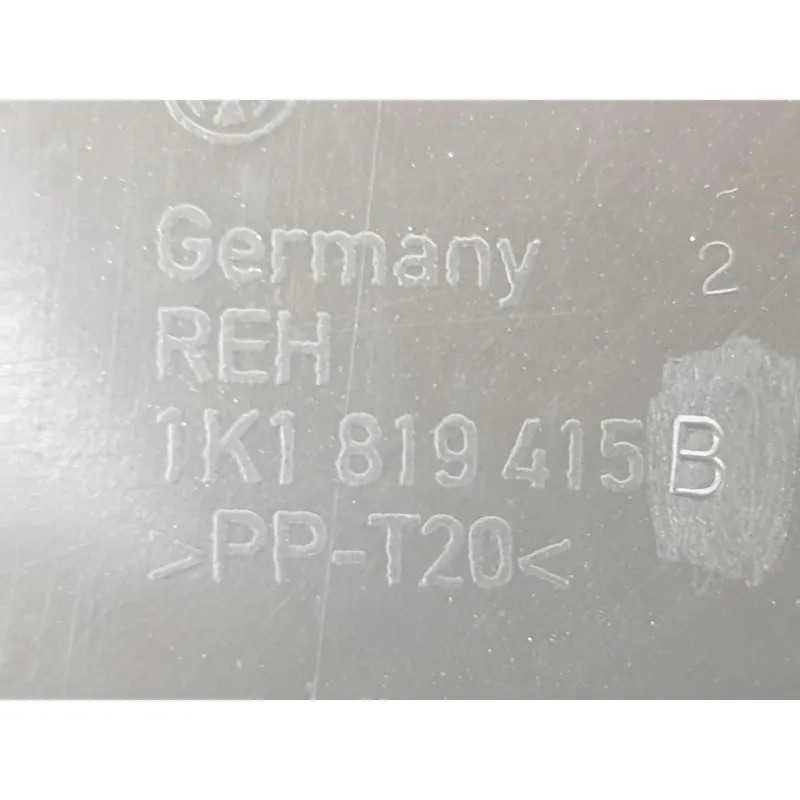 Germany 2
REH
1K1 819 415 B
>PP-T20<